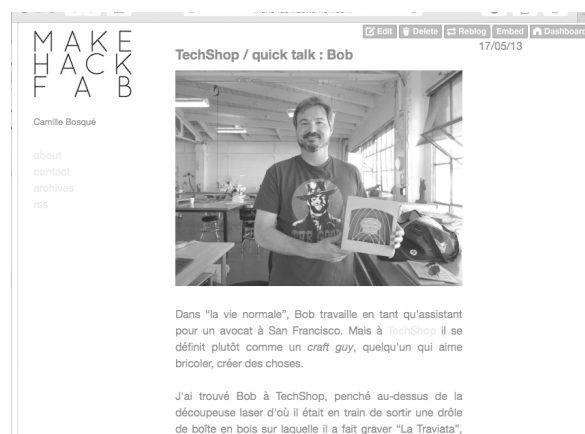 Edit Delete Reblog Embed Dashboard
MAKE
HACK
FAB
Camille Bosqué
about
contact
archives
rss
TechShop / quick talk : Bob
17/05/13
Dans “la vie normale”, Bob travaille en tant qu'assistant
pour un avocat à San Francisco. Mais à TechShop il se
définit plutôt comme un craft guy, quelqu'un qui aime
bricoler, créer des choses.
J'ai trouvé Bob à TechShop, penché au-dessus de la
découpeuse laser d'où il était en train de sortir une drôle
de boîte en bois sur laquelle il a fait graver “La Traviata”,